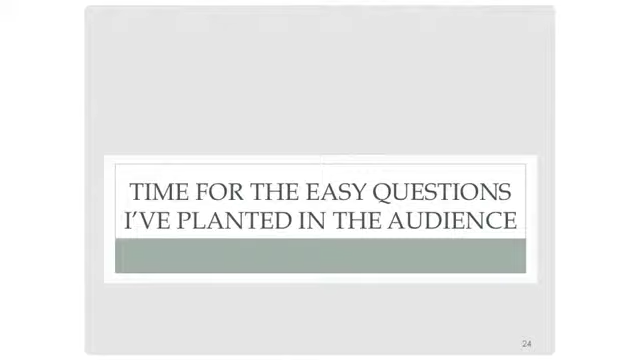 TIME FOR THE EASY QUESTIONS
I'VE PLANTED IN THE AUDIENCE
24